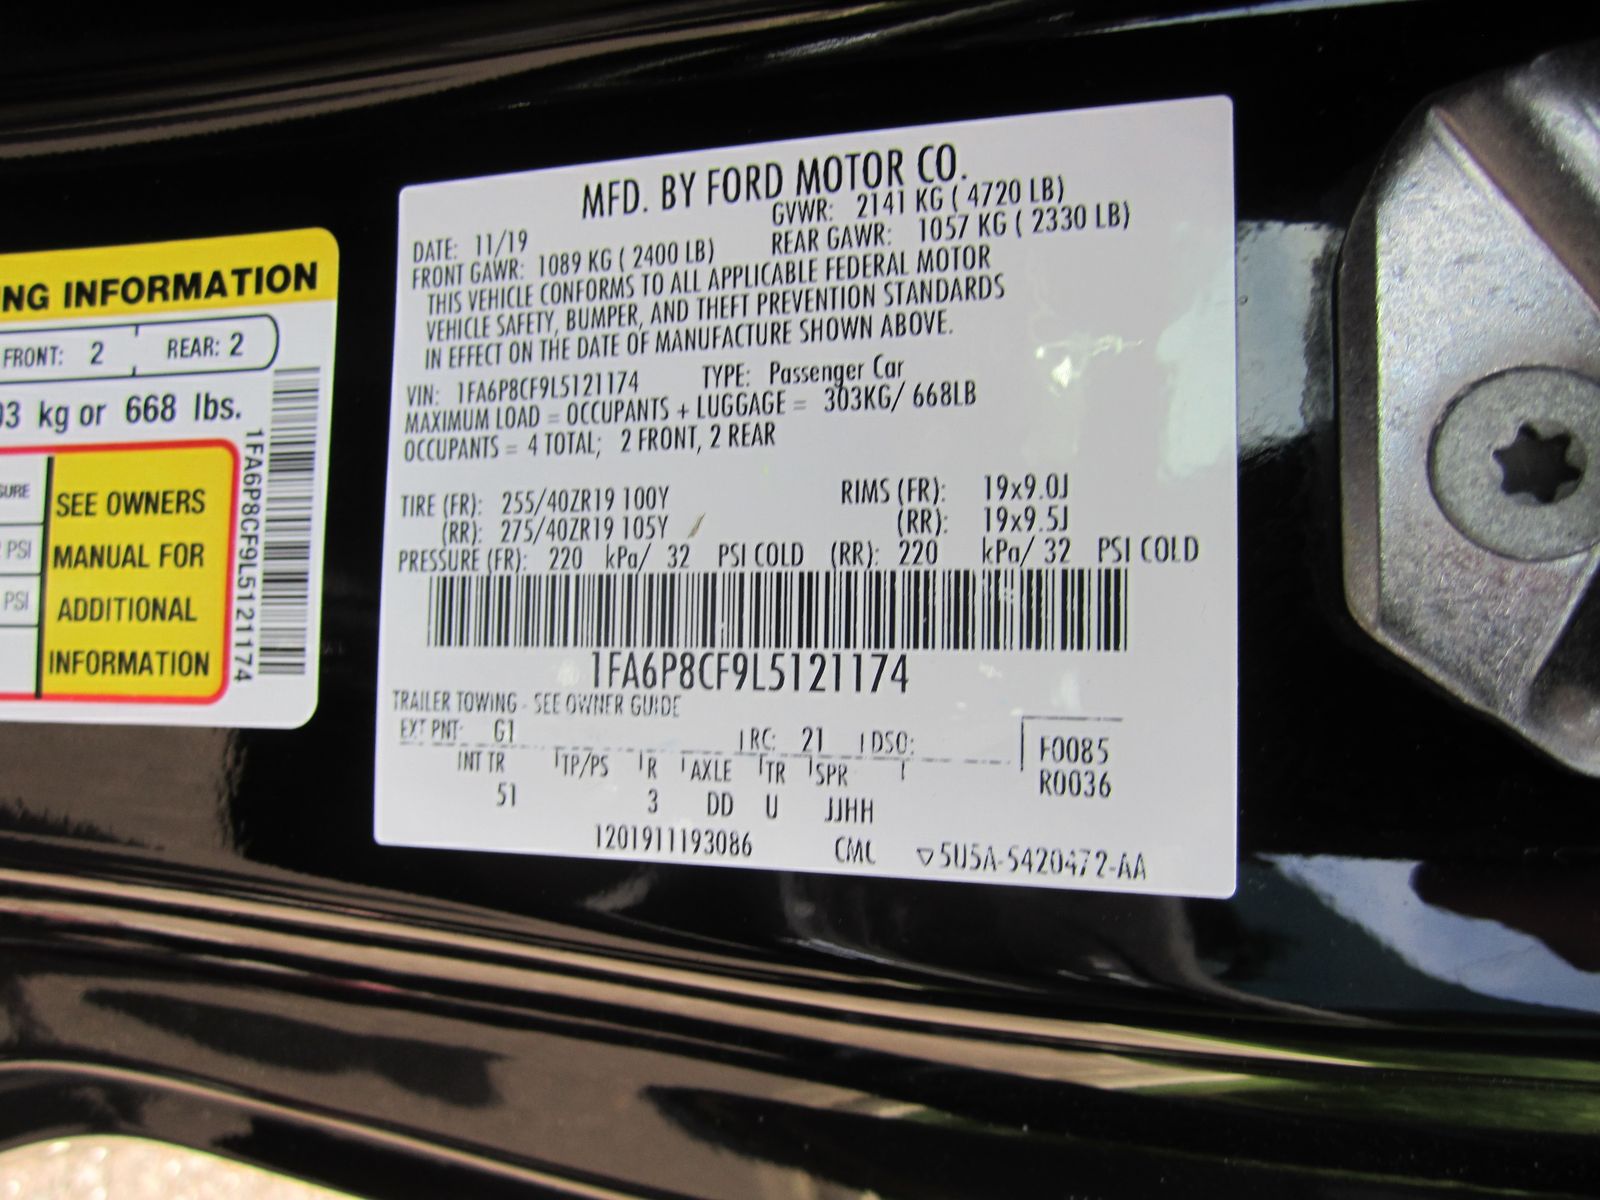 NG INFORMATION
FRONT: 2 REAR: 2
03 kg or 668 lbs.
SEE OWNERS
PSI MANUAL FOR
PSI ADDITIONAL
INFORMATION
1FA6P8CF9L5121174
MFD. BY FORD MOTOR CO.
DATE: 11/19 GVWR: 2141 KG ( 4720 LB)
FRONT GAWR: 1089 KG ( 2400 LB) REAR GAWR: 1057 KG ( 2330 LB)
THIS VEHICLE CONFORMS TO ALL APPLICABLE FEDERAL MOTOR
VEHICLE SAFETY, BUMPER, AND THEFT PREVENTION STANDARDS
IN EFFECT ON THE DATE OF MANUFACTURE SHOWN ABOVE.
VIN: 1FA6P8CF9L5121174 TYPE: Passenger Car
MAXIMUM LOAD = OCCUPANTS + LUGGAGE = 303KG/ 668LB
OCCUPANTS = 4 TOTAL; 2 FRONT, 2 REAR
TIRE (FR): 255/40ZR19 100Y RIMS (FR): 19x9.0J
(RR): 275/40ZR19 105Y (RR): 19x9.5J
PRESSURE (FR): 220 kPa/ 32 PSI COLD (RR): 220 kPa/ 32 PSI COLD
1FA6P8CF9L5121174
TRAILER TOWING - SEE OWNER GUIDE
EXT PNT: G1 RC: 21 DSO: F0085
INT TR TP/PS R AXLE TR SPR R0036
51 3 DD U JJHH
1201911193086 CMC ▽5U5A-5420472-AA